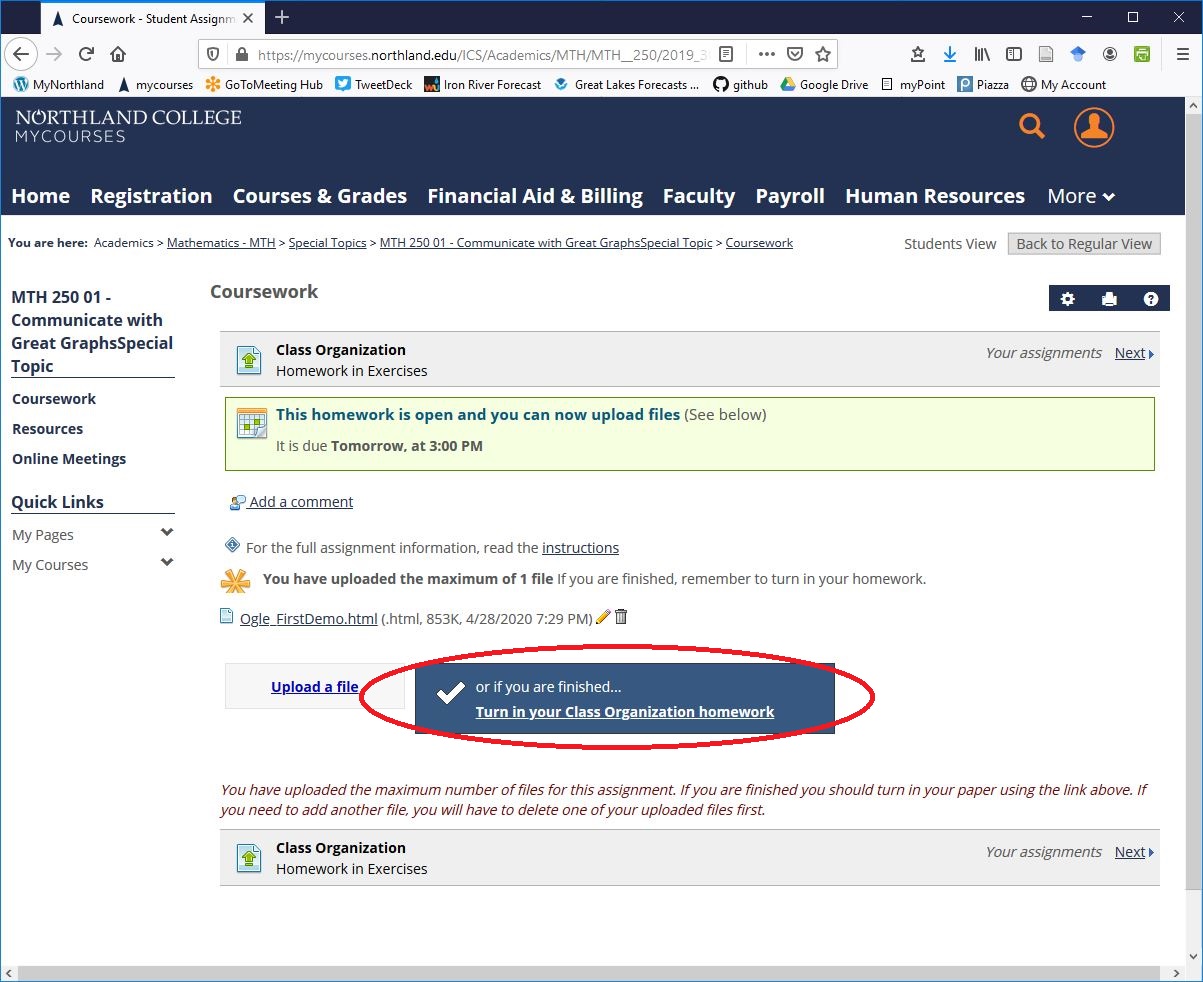 Coursework - Student Assignm
https://mycourses.northland.edu/ICS/Academics/MTH/MTH__250/2019_3
MyNorthland mycourses GoToMeeting Hub TweetDeck Iron River Forecast Great Lakes Forecasts ... github Google Drive myPoint Piazza My Account
NORTHLAND COLLEGE
MYCOURSES
Home Registration Courses & Grades Financial Aid & Billing Faculty Payroll Human Resources More
You are here: Academics > Mathematics - MTH > Special Topics > MTH 250 01 - Communicate with Great GraphsSpecial Topic > Coursework
Students View Back to Regular View
MTH 250 01 -
Communicate with
Great GraphsSpecial
Topic
Coursework
Resources
Online Meetings
Quick Links
My Pages
My Courses
Coursework
Class Organization
Homework in Exercises
Your assignments Next
This homework is open and you can now upload files (See below)
It is due Tomorrow, at 3:00 PM
Add a comment
For the full assignment information, read the instructions
You have uploaded the maximum of 1 file If you are finished, remember to turn in your homework.
Ogle_FirstDemo.html (.html, 853K, 4/28/2020 7:29 PM)
Upload a file
or if you are finished...
Turn in your Class Organization homework
You have uploaded the maximum number of files for this assignment. If you are finished you should turn in your paper using the link above. If
you need to add another file, you will have to delete one of your uploaded files first.
Class Organization
Homework in Exercises
Your assignments Next